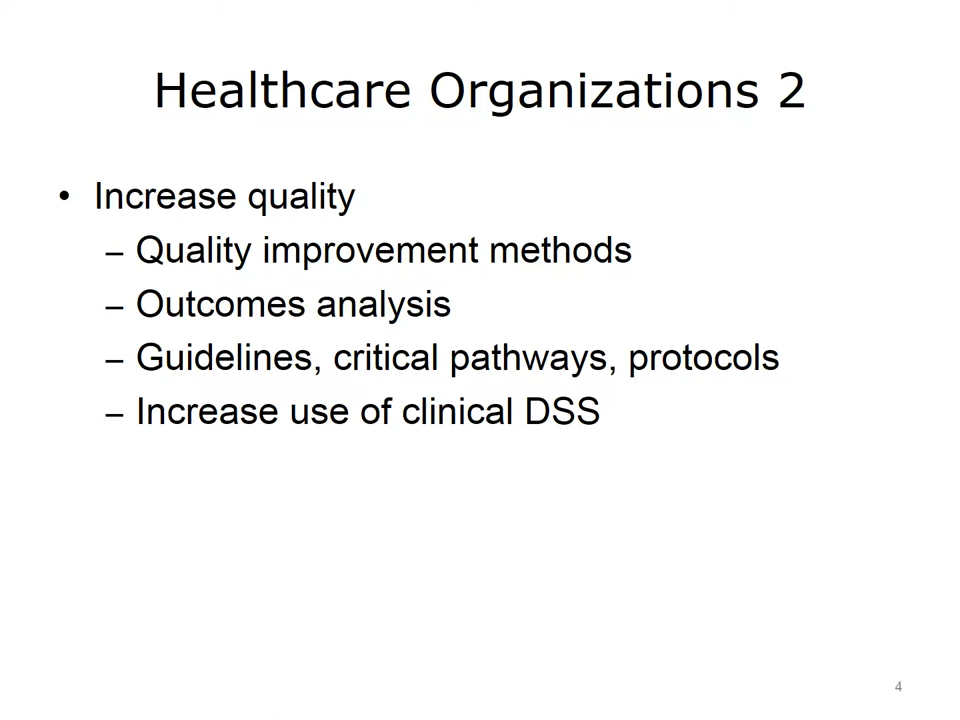 Healthcare Organizations 2
• Increase quality
– Quality improvement methods
– Outcomes analysis
– Guidelines, critical pathways, protocols
– Increase use of clinical DSS
4